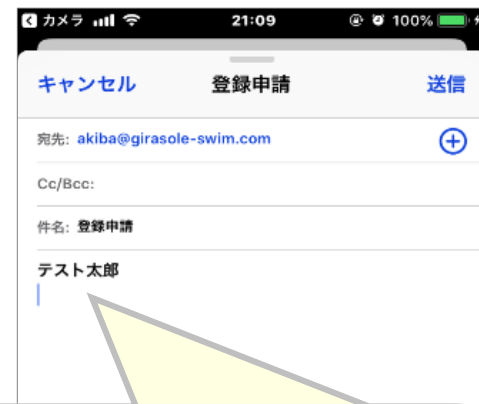 カメラ 21:09 100%
キャンセル 登録申請 送信
宛先: akiba@girasole-swim.com
Cc/Bcc:
件名: 登録申請
テスト太郎